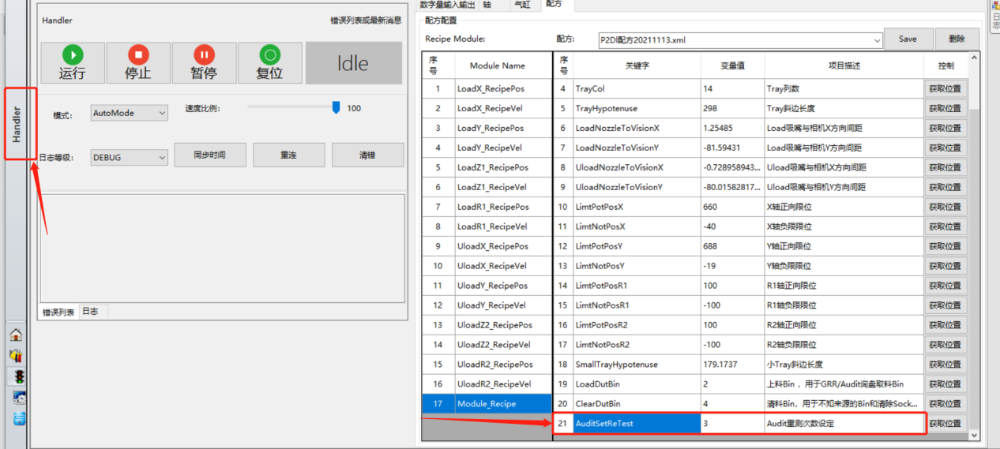 Handler
Handler
错误列表或最新消息
运行
停止
暂停
复位
Idle
模式:
AutoMode
速度比例:
100
日志等级:
DEBUG
同步时间
重连
清错
错误列表
日志
数字量输入输出
轴
气缸
配方
配方配置
Recipe Module:
配方:
P2DI配方20211113.xml
Save
删除
序号
Module Name
序号
关键字
变量值
项目描述
控制
1 LoadX_RecipePos 4 TrayCol 14 Tray列数 获取位置
2 LoadX_RecipeVel 5 TrayHypotenuse 298 Tray斜边长度 获取位置
3 LoadY_RecipePos 6 LoadNozzleToVisionX 1.25485 Load吸嘴与相机X方向间距 获取位置
4 LoadY_RecipeVel 7 LoadNozzleToVisionY -81.59431 Load吸嘴与相机Y方向间距 获取位置
5 LoadZ1_RecipePos 8 UloadNozzleToVisionX -0.728958943... Uload吸嘴与相机X方向间距 获取位置
6 LoadZ1_RecipeVel 9 UloadNozzleToVisionY -80.01582817... Uload吸嘴与相机Y方向间距 获取位置
7 LoadR1_RecipePos 10 LimtPotPosX 660 X轴正向限位 获取位置
8 LoadR1_RecipeVel 11 LimtNotPosX -40 X轴负限限位 获取位置
9 UloadX_RecipePos 12 LimtPotPosY 688 Y轴正向限位 获取位置
10 UloadX_RecipeVel 13 LimtNotPosY -19 Y轴负限限位 获取位置
11 UloadY_RecipePos 14 LimtPotPosR1 100 R1轴正向限位 获取位置
12 UloadY_RecipeVel 15 LimtNotPosR1 -100 R1轴负限限位 获取位置
13 UloadZ2_RecipePos 16 LimtPotPosR2 100 R2轴正向限位 获取位置
14 UloadZ2_RecipeVel 17 LimtNotPosR2 -100 R2轴负限限位 获取位置
15 UloadR2_RecipePos 18 SmallTrayHypotenuse 179.1737 小Tray斜边长度 获取位置
16 UloadR2_RecipeVel 19 LoadDutBin 2 上料Bin，用于GRR/Audit询盘取料Bin 获取位置
17 Module_Recipe 20 ClearDutBin 4 清料Bin，用于不知来源的Bin和清除Sock... 获取位置
21 AuditSetReTest 3 Audit重测次数设定 获取位置
日志